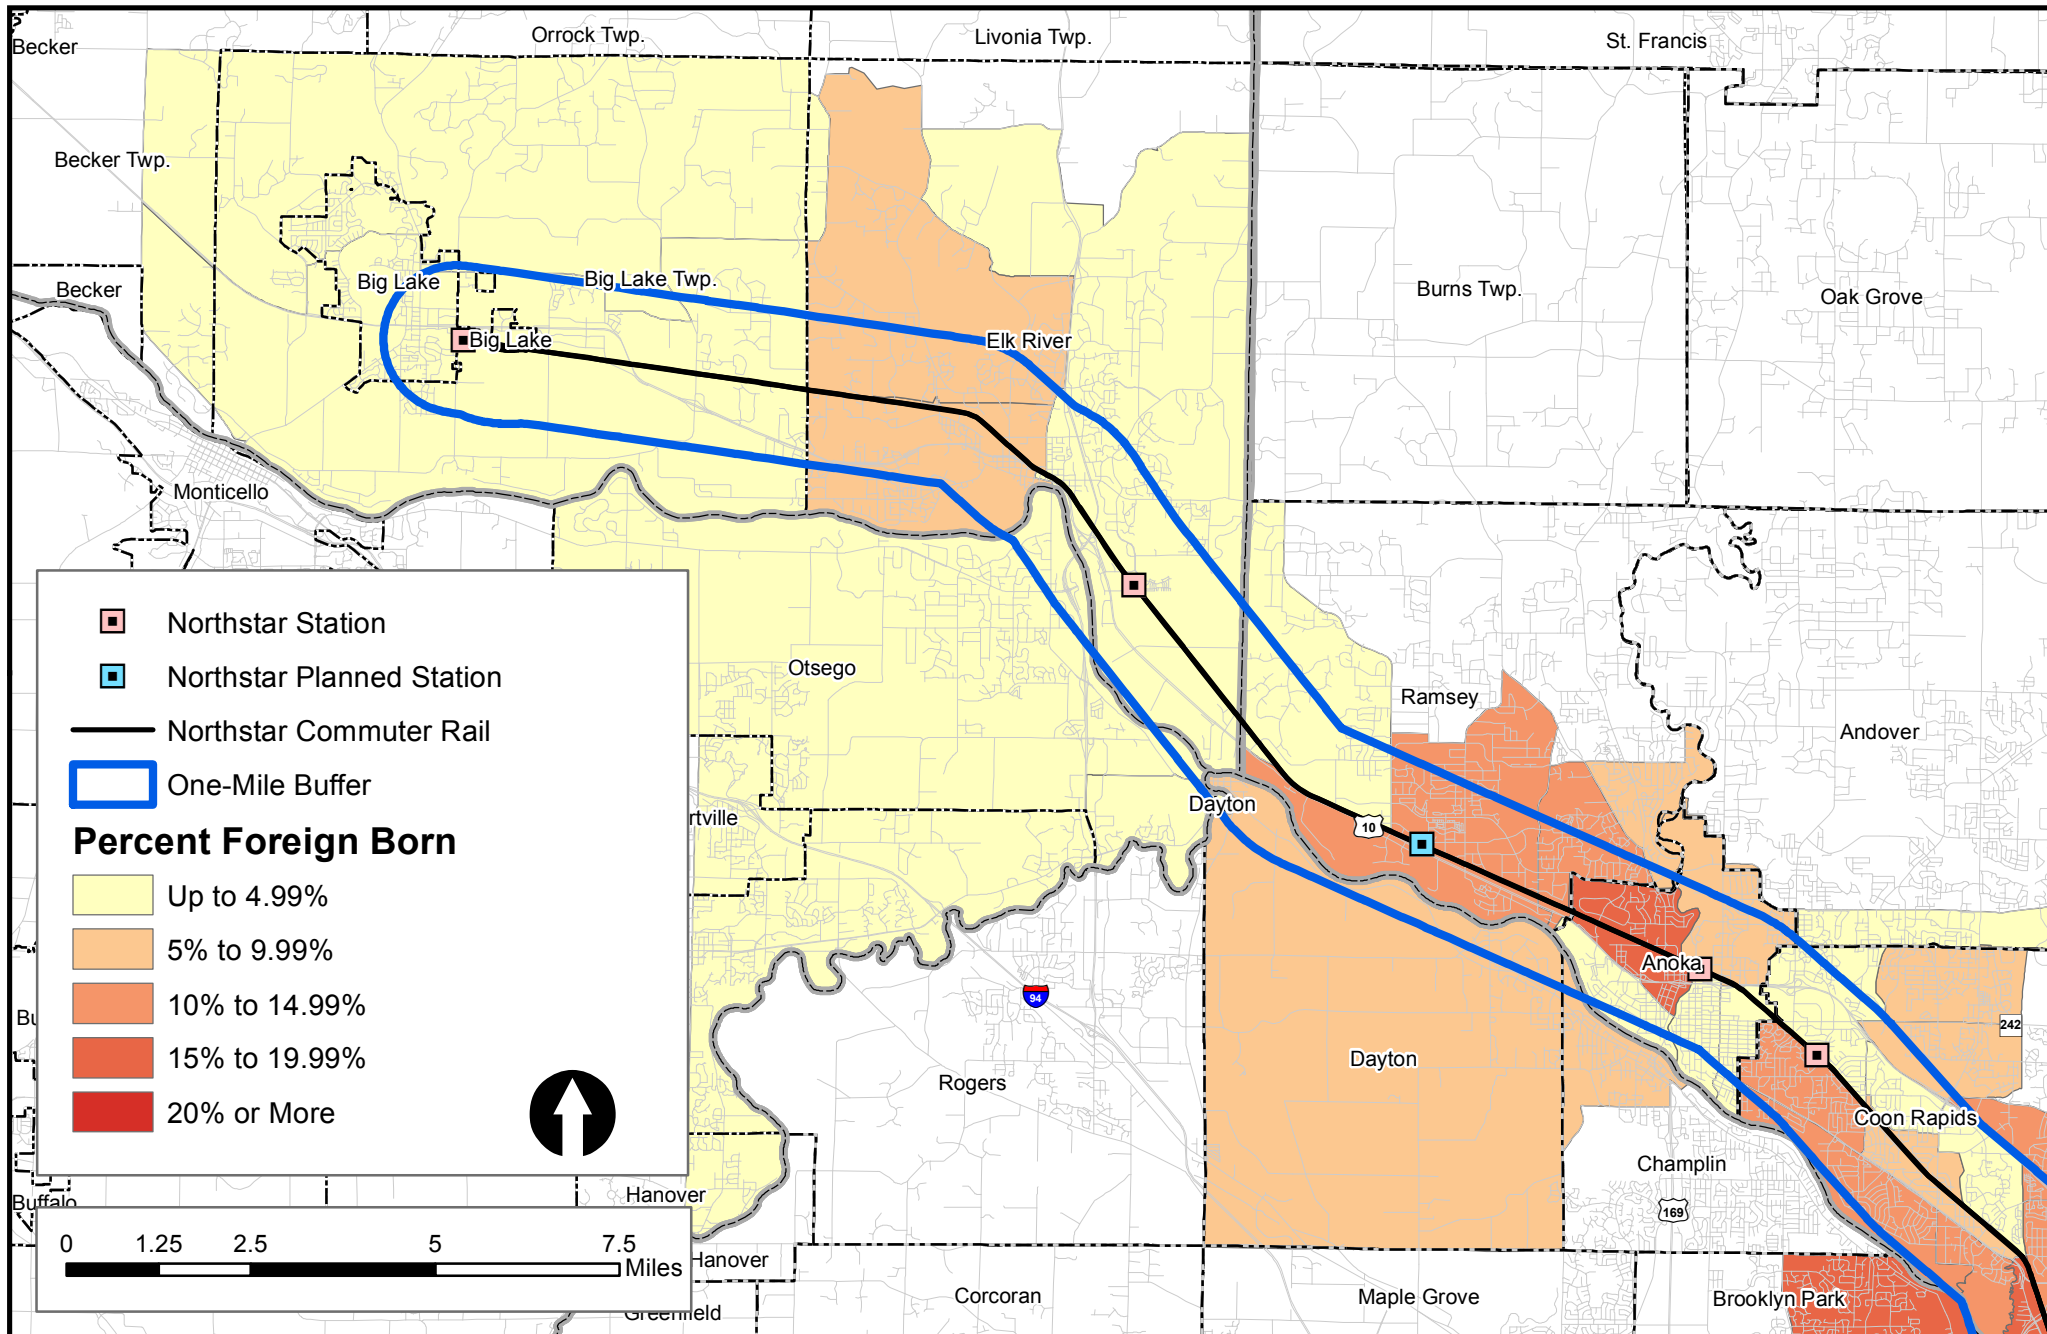 Becker
Orrock Twp.
Livonia Twp.
St. Francis
Becker Twp.
Becker
Big Lake
Big Lake Twp.
Burns Twp.
Oak Grove
Big Lake
Elk River
Monticello
Otsego
Ramsey
Andover
Dayton
10
rtville
Anoka
94
242
Dayton
Rogers
Coon Rapids
Champlin
169
Hanover
Hanover
Corcoran
Maple Grove
Brooklyn Park
Greenfield
Bu
Buffalo
Northstar Station
Northstar Planned Station
Northstar Commuter Rail
One-Mile Buffer
Percent Foreign Born
Up to 4.99%
5% to 9.99%
10% to 14.99%
15% to 19.99%
20% or More
0 1.25 2.5 5 7.5
Miles